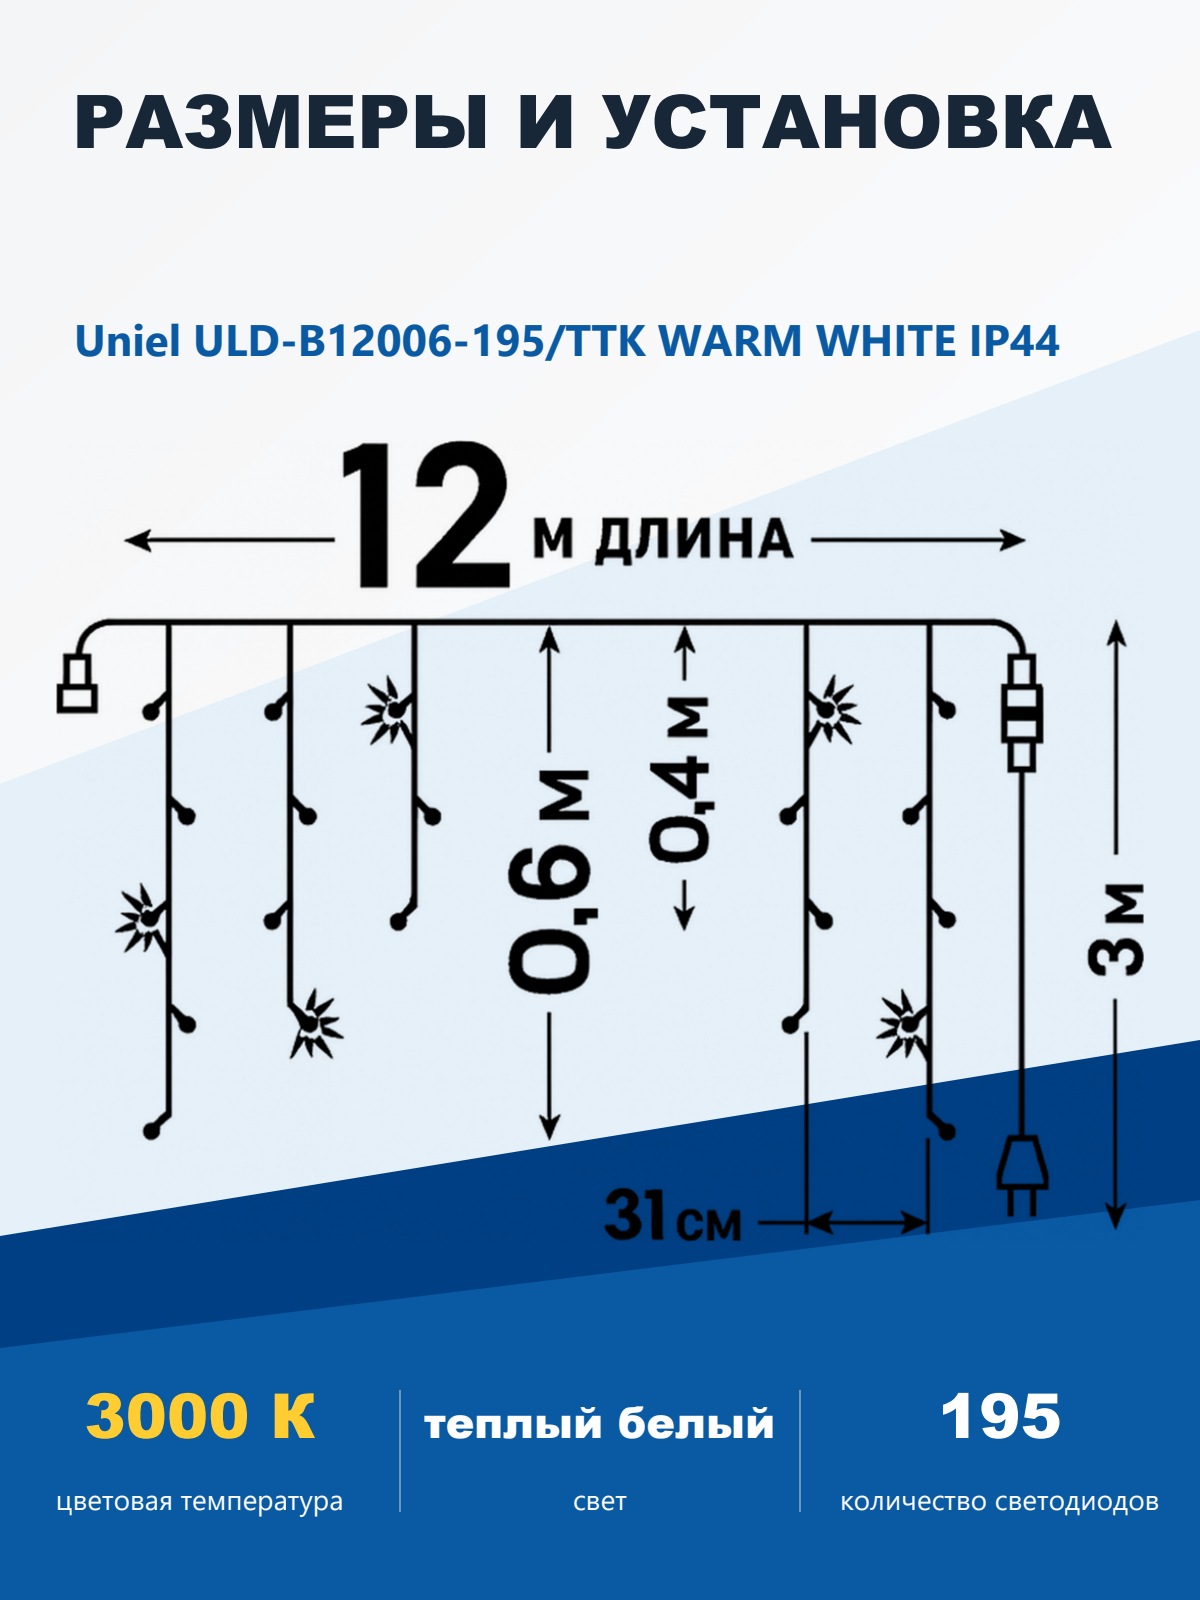 РАЗМЕРЫ И УСТАНОВКА
Uniel ULD-B12006-195/TTK WARM WHITE IP44
12 м ДЛИНА
0,6 м
0,4 м
3 м
31 см
3000 К
цветовая температура
теплый белый
свет
195
количество светодиодов